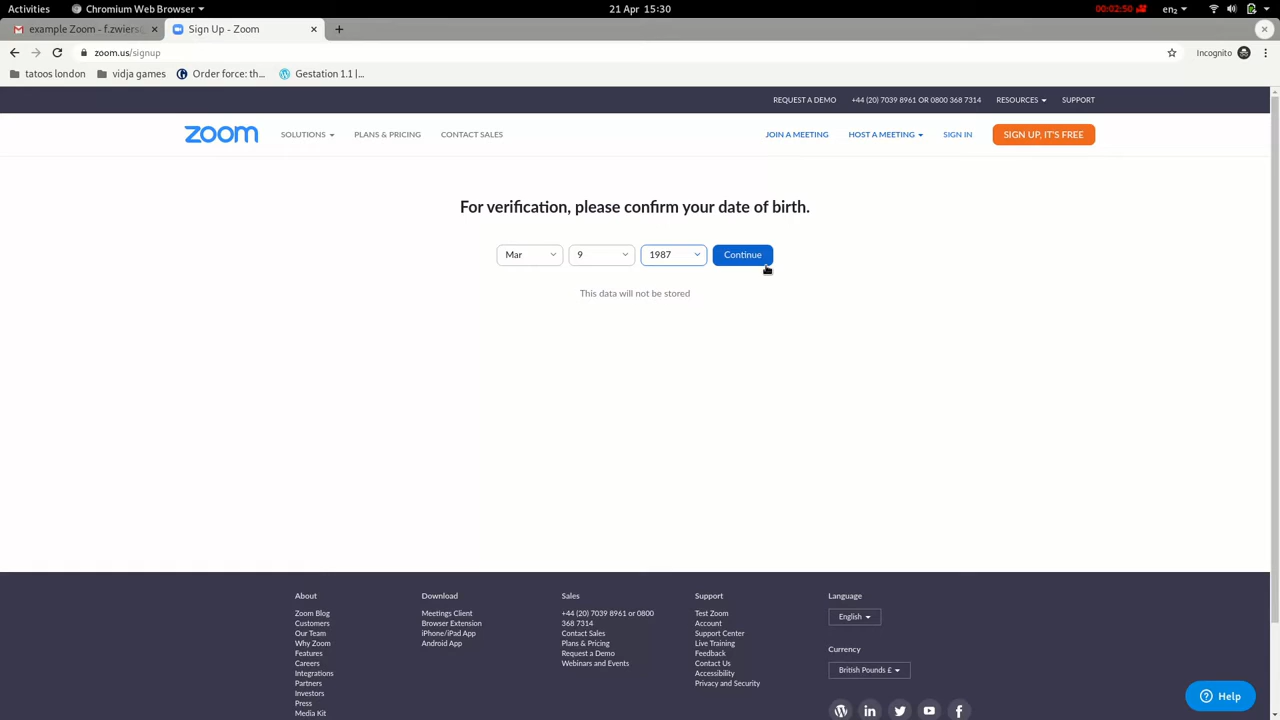 Activities
Chromium Web Browser
21 Apr 15:30
00:02:50
en₂
example Zoom - f.zwiers
Sign Up - Zoom
zoom.us/signup
Incognito
tatoos london
vidja games
Order force: th...
Gestation 1.1 |...
REQUEST A DEMO
+44 (20) 7039 8961 OR 0800 368 7314
RESOURCES
SUPPORT
zoom
SOLUTIONS
PLANS & PRICING
CONTACT SALES
JOIN A MEETING
HOST A MEETING
SIGN IN
SIGN UP, IT'S FREE
For verification, please confirm your date of birth.
Mar
9
1987
Continue
This data will not be stored
About
Zoom Blog
Customers
Our Team
Why Zoom
Features
Careers
Integrations
Partners
Investors
Press
Media Kit
Download
Meetings Client
Browser Extension
iPhone/iPad App
Android App
Sales
+44 (20) 7039 8961 or 0800
368 7314
Contact Sales
Plans & Pricing
Request a Demo
Webinars and Events
Support
Test Zoom
Account
Support Center
Live Training
Feedback
Contact Us
Accessibility
Privacy and Security
Language
English
Currency
British Pounds £
Help